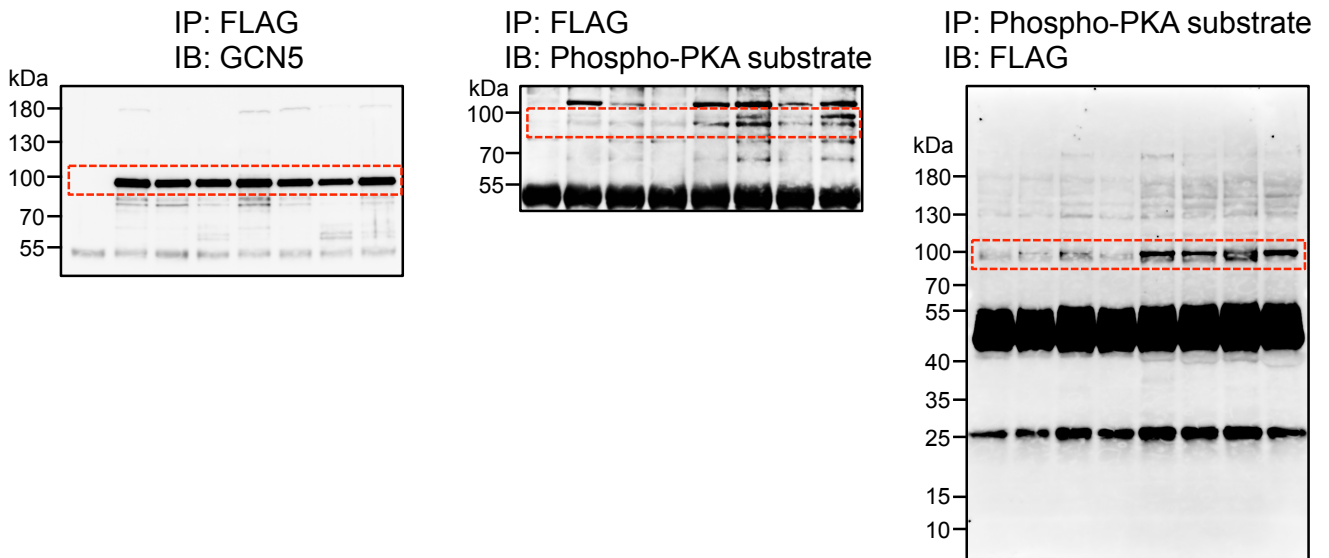 IP: FLAG
IB: GCN5
kDa
180
130
100
70
55
IP: FLAG
IB: Phospho-PKA substrate
kDa
100
70
55
IP: Phospho-PKA substrate
IB: FLAG
kDa
180
130
100
70
55
40
35
25
15
10